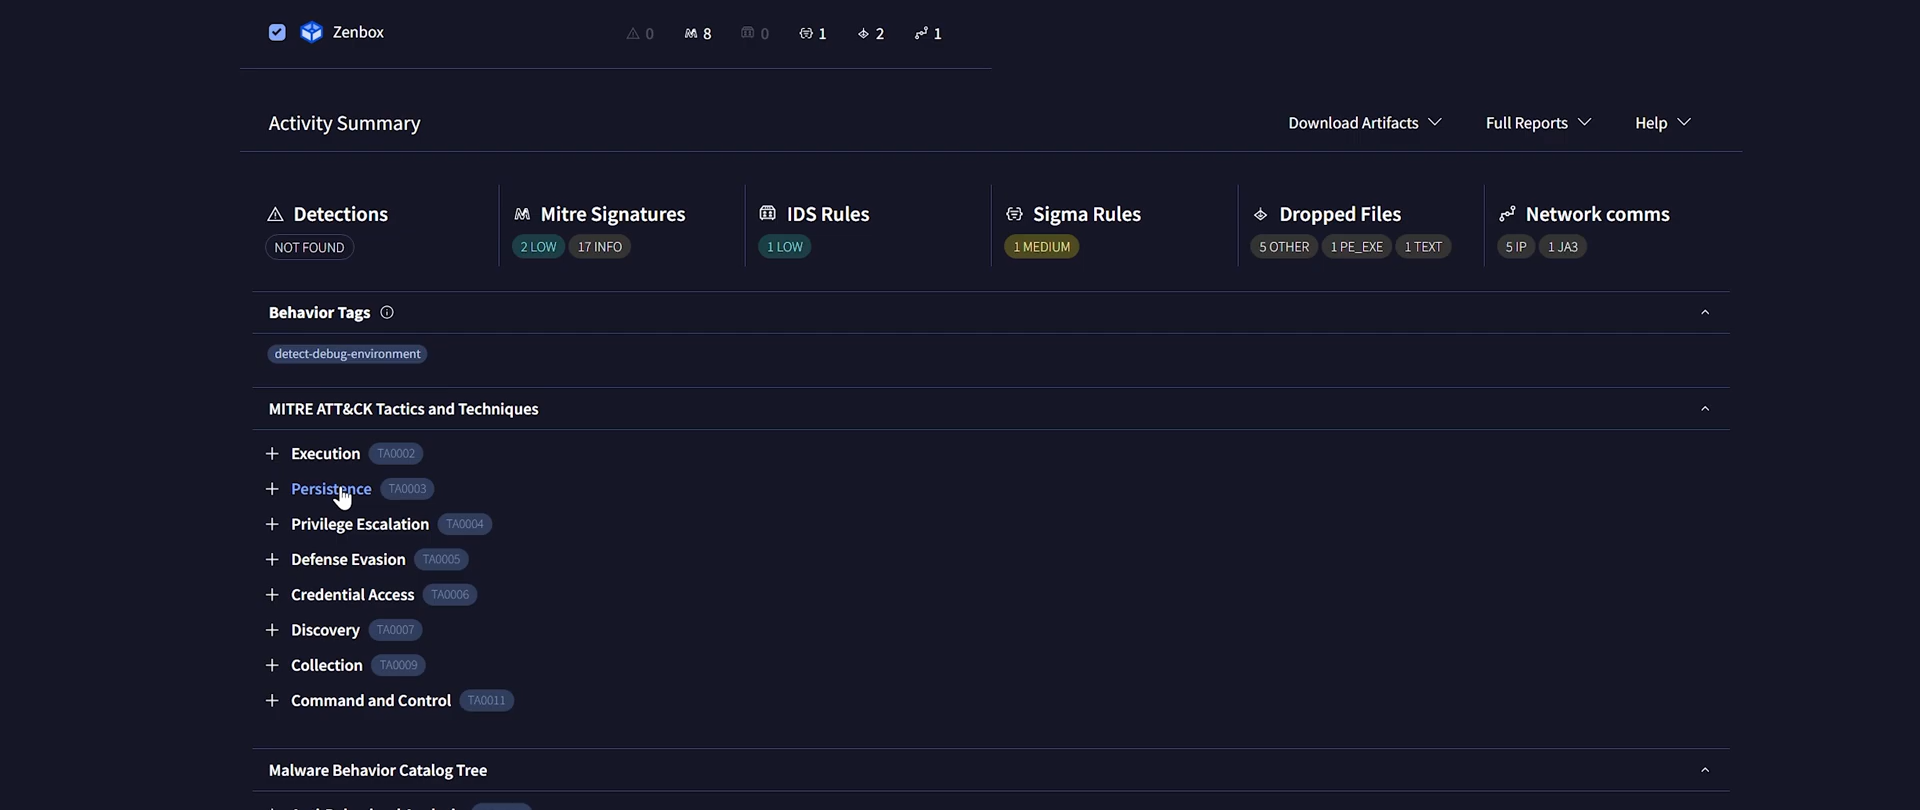 Zenbox 0 8 0 1 2 1
Activity Summary Download Artifacts Full Reports Help
Detections Mitre Signatures IDS Rules Sigma Rules Dropped Files Network comms
NOT FOUND 2 LOW 17 INFO 1 LOW 1 MEDIUM 5 OTHER 1 PE_EXE 1 TEXT 5 IP 1 JA3
Behavior Tags
detect-debug-environment
MITRE ATT&CK Tactics and Techniques
Execution TA0002
Persistence TA0003
Privilege Escalation TA0004
Defense Evasion TA0005
Credential Access TA0006
Discovery TA0007
Collection TA0009
Command and Control TA0011
Malware Behavior Catalog Tree